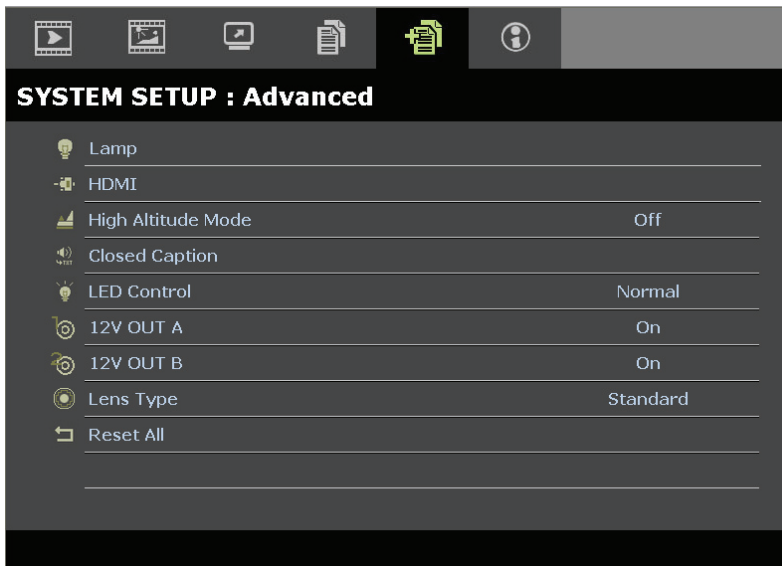 SYSTEM SETUP : Advanced
Lamp
HDMI
High Altitude Mode Off
Closed Caption
LED Control Normal
12V OUT A On
12V OUT B On
Lens Type Standard
Reset All